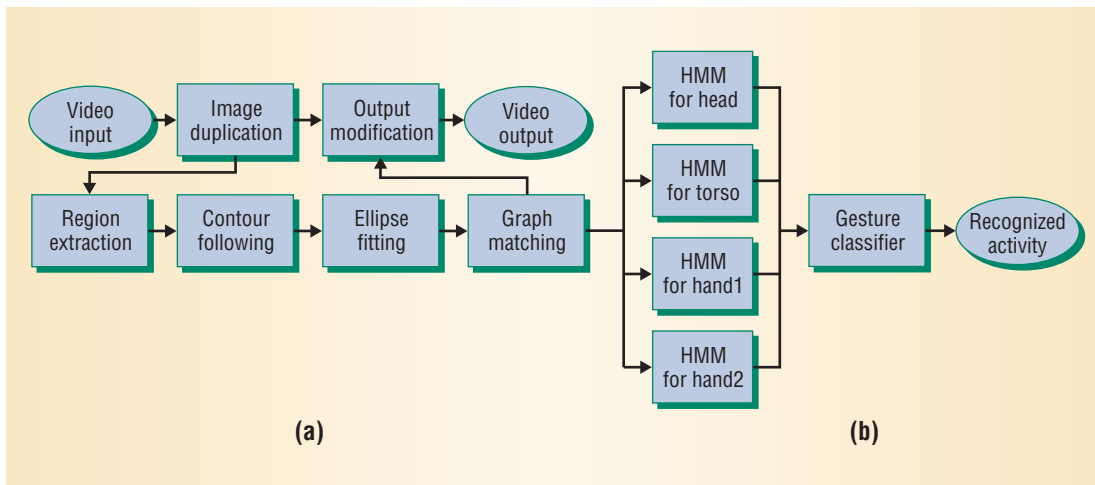 Video
input
Image
duplication
Output
modification
Video
output
Region
extraction
Contour
following
Ellipse
fitting
Graph
matching
HMM
for head
HMM
for torso
HMM
for hand1
HMM
for hand2
Gesture
classifier
Recognized
activity
(a)
(b)